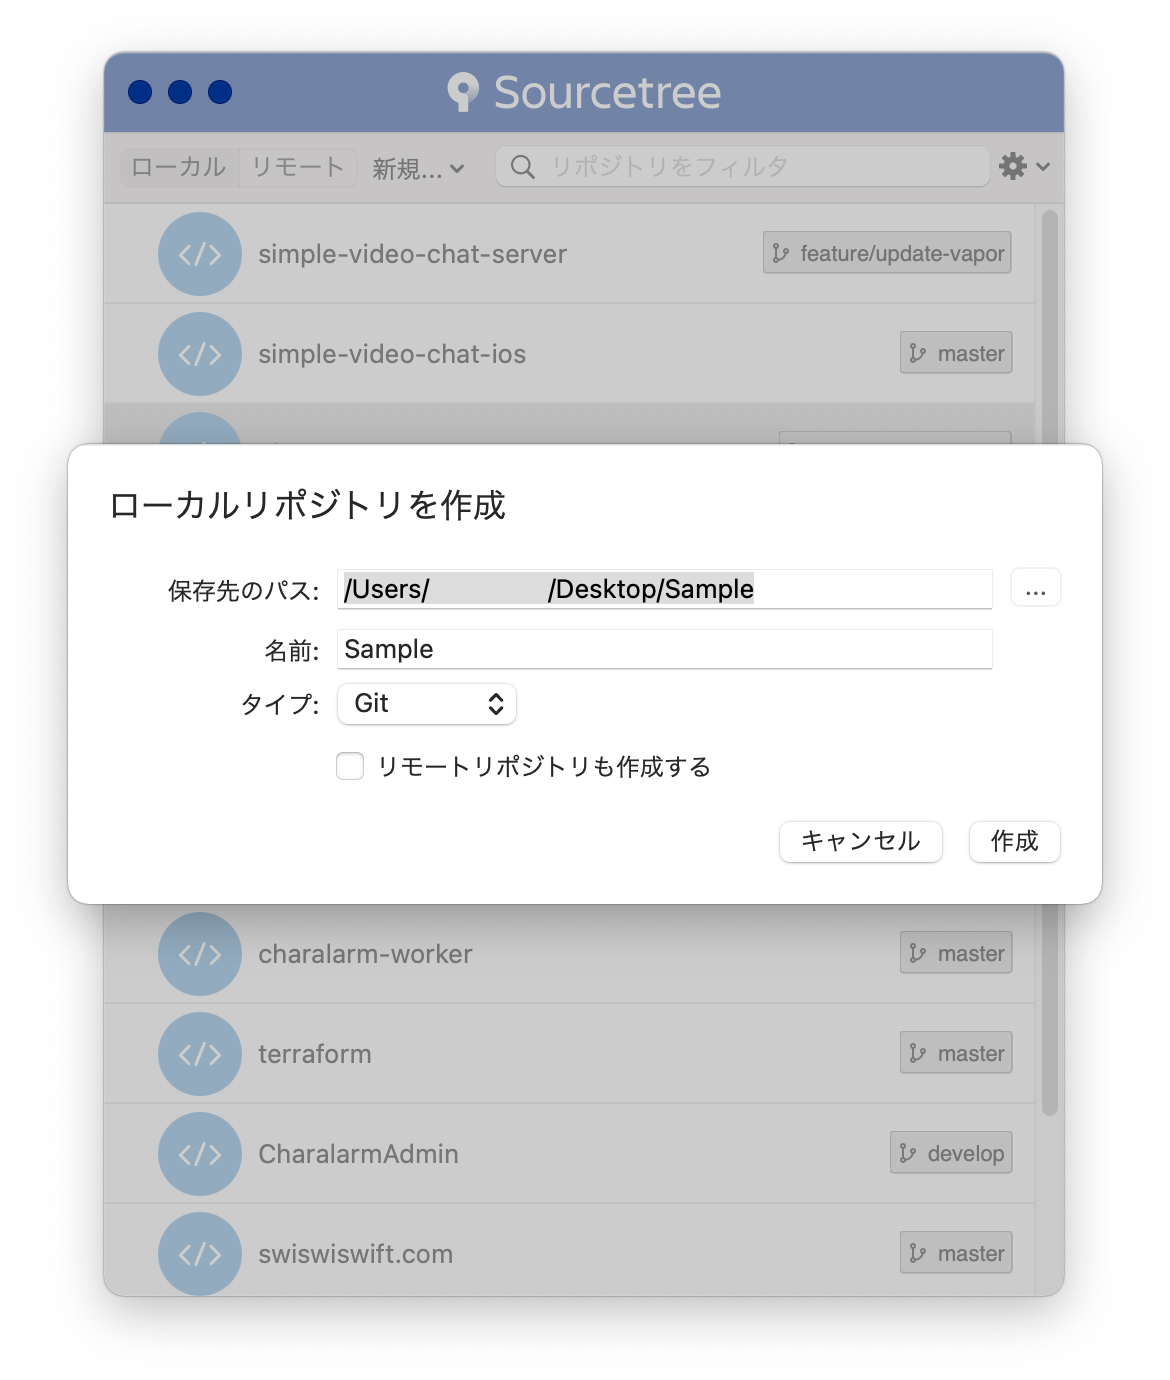 Sourcetree
ローカル リモート 新規... リポジトリをフィルタ
simple-video-chat-server feature/update-vapor
simple-video-chat-ios master
ローカルリポジトリを作成
保存先のパス: /Users/ /Desktop/Sample ...
名前: Sample
タイプ: Git
リモートリポジトリも作成する
キャンセル 作成
charalarm-worker master
terraform master
CharalarmAdmin develop
swiswiswift.com master